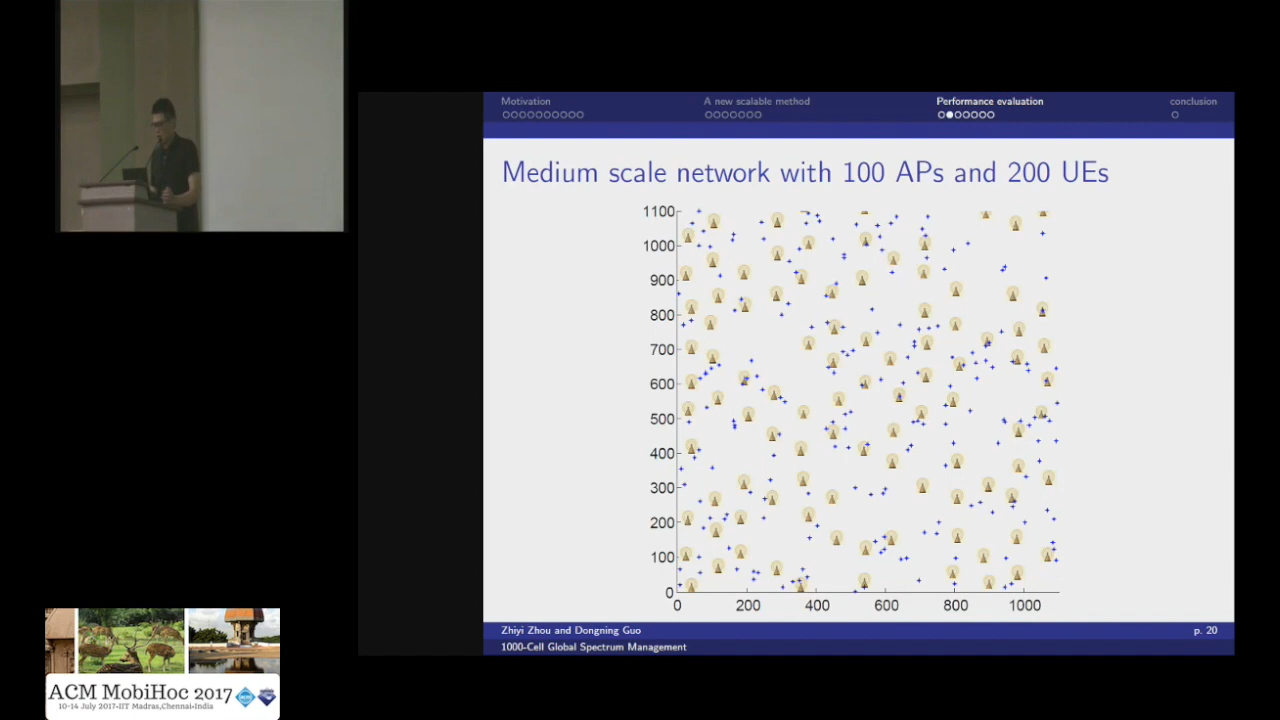 Motivation
A new scalable method
Performance evaluation
conclusion
Medium scale network with 100 APs and 200 UEs
1100
1000
900
800
700
600
500
400
300
200
100
0
0 200 400 600 800 1000
Zhiyi Zhou and Dongning Guo p. 20
1000-Cell Global Spectrum Management
ACM MobiHoc 2017
10-14 July 2017•IIT Madras,Chennai•India